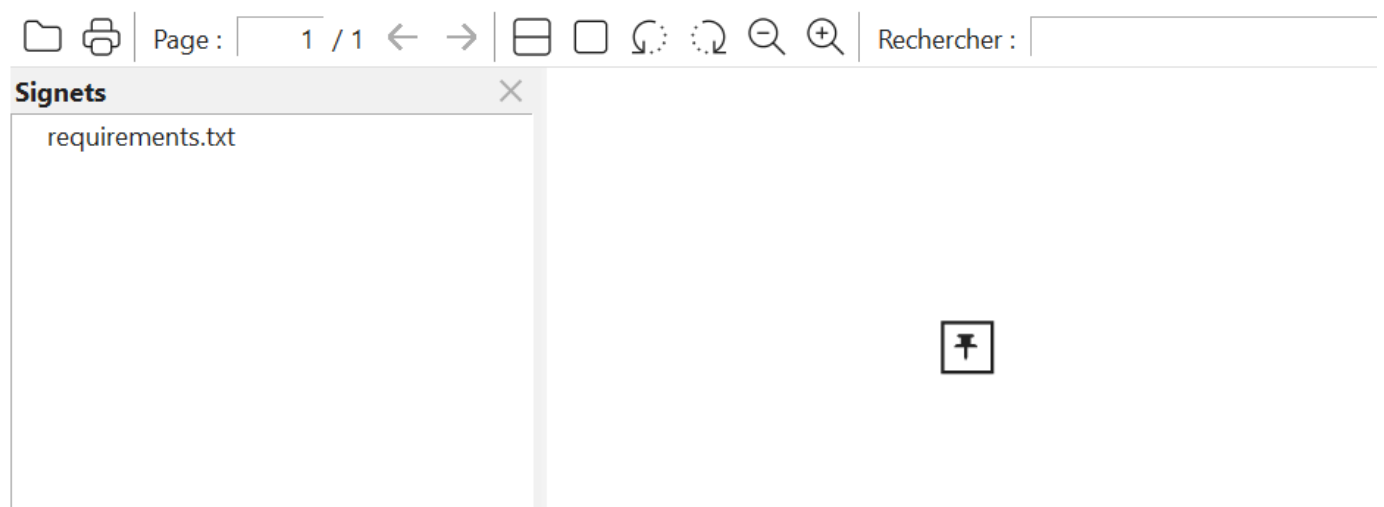 Page : 1 / 1 Rechercher :
Signets
requirements.txt